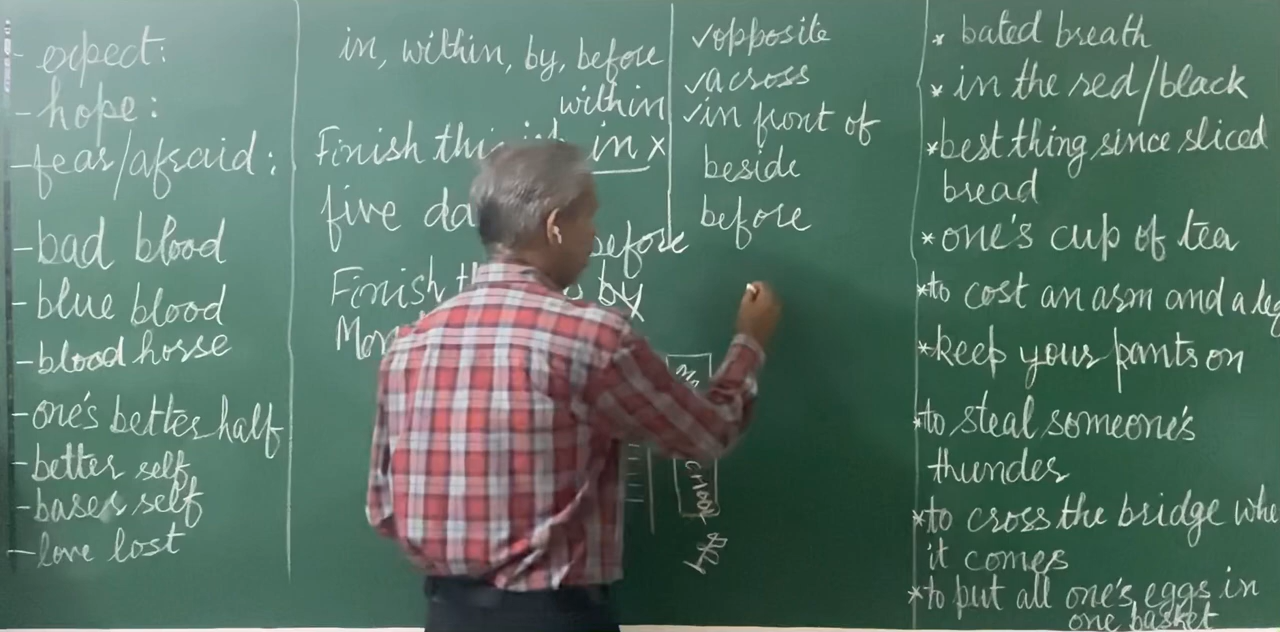 - expect:
- hope:
- fear/afraid:
- bad blood
- blue blood
- blood horse
- one's better half
- better self
- baser self
- love lost
in, within, by, before
within
Finish this in x
five
before
Finish by
✓opposite
✓across
✓in front of
beside
before
* bated breath
* in the red/black
*best thing since sliced
bread
*one's cup of tea
*to cost an arm and a leg
*keep your pants on
*to steal someone's
thunder
*to cross the bridge whe
it comes
*to put all one's eggs in
one basket